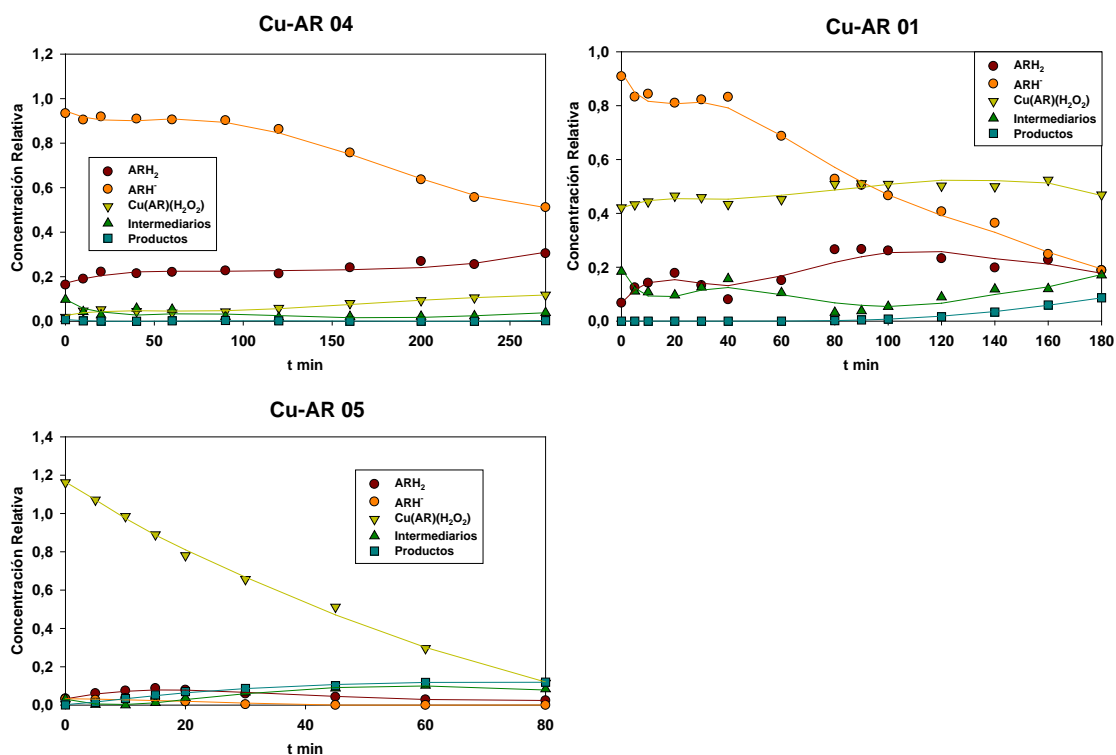 Cu-AR 04
Concentración Relativa
1,2
1,0
0,8
0,6
0,4
0,2
0,0
ARH₂
ARH⁻
Cu(AR)(H₂O₂)
Intermediarios
Productos
0 50 100 150 200 250
t min
Cu-AR 01
Concentración Relativa
1,0
0,8
0,6
0,4
0,2
0,0
ARH₂
ARH⁻
Cu(AR)(H₂O₂)
Intermediarios
Productos
0 20 40 60 80 100 120 140 160 180
t min
Cu-AR 05
Concentración Relativa
1,4
1,2
1,0
0,8
0,6
0,4
0,2
0,0
ARH₂
ARH⁻
Cu(AR)(H₂O₂)
Intermediarios
Productos
0 20 40 60 80
t min